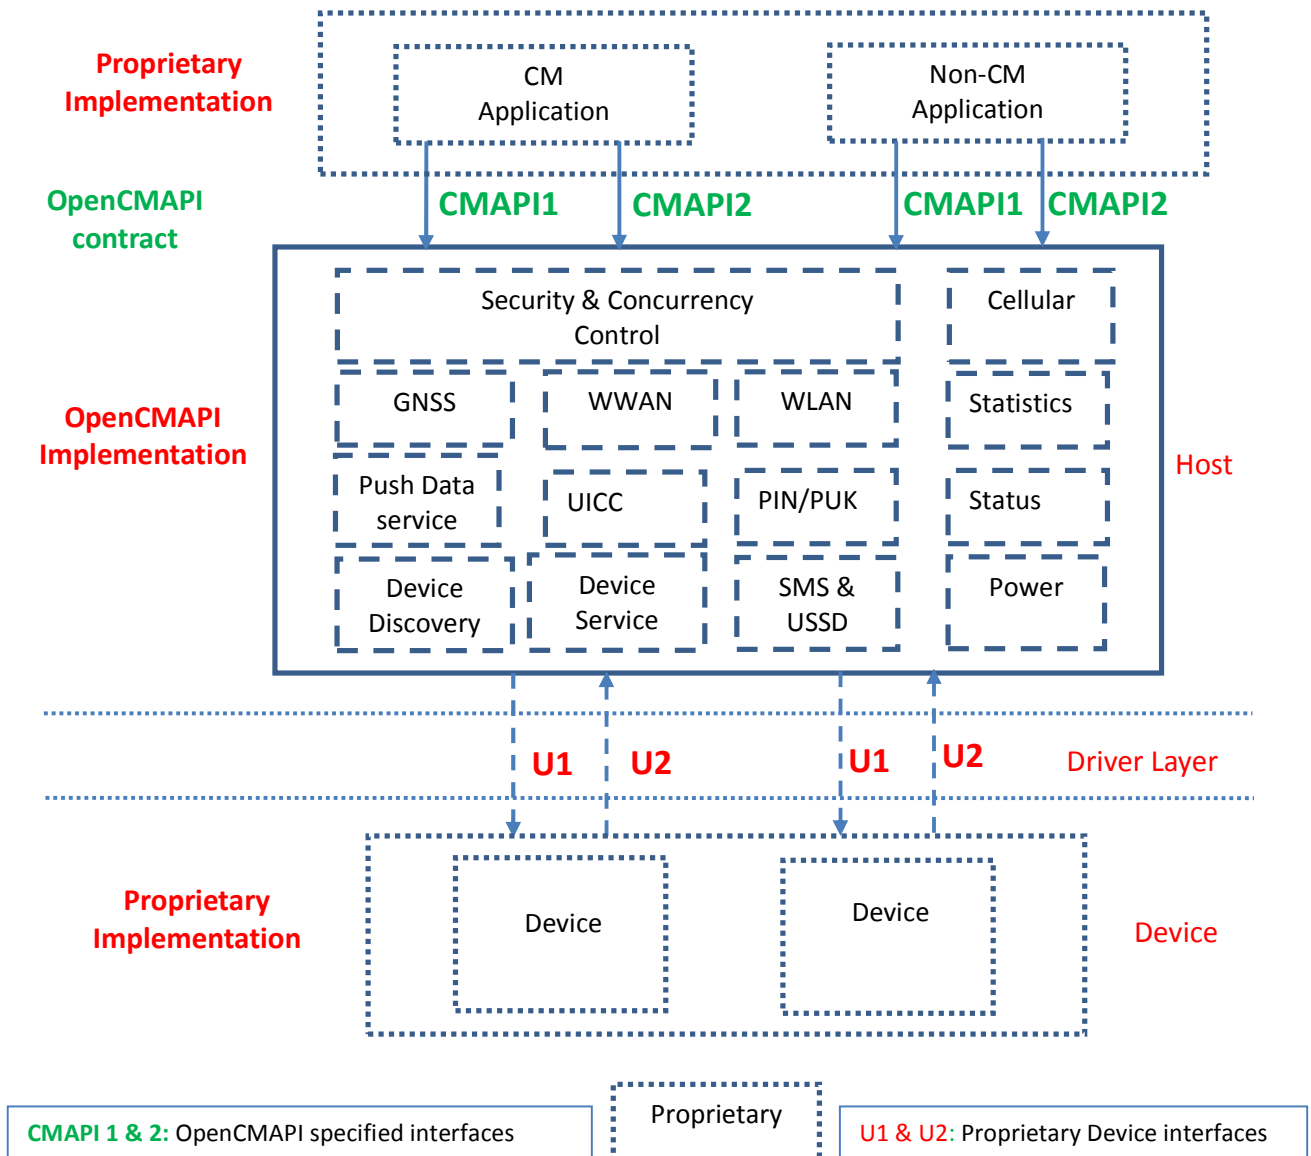 Proprietary
Implementation
CM
Application
Non-CM
Application
OpenCMAPI
contract
CMAPI1
CMAPI2
CMAPI1
CMAPI2
Security & Concurrency
Control
Cellular
OpenCMAPI
Implementation
GNSS
WWAN
WLAN
Statistics
Host
Push Data
service
UICC
PIN/PUK
Status
Device
Discovery
Device
Service
SMS &
USSD
Power
U1
U2
U1
U2
Driver Layer
Proprietary
Implementation
Device
Device
Device
CMAPI 1 & 2: OpenCMAPI specified interfaces
Proprietary
U1 & U2: Proprietary Device interfaces